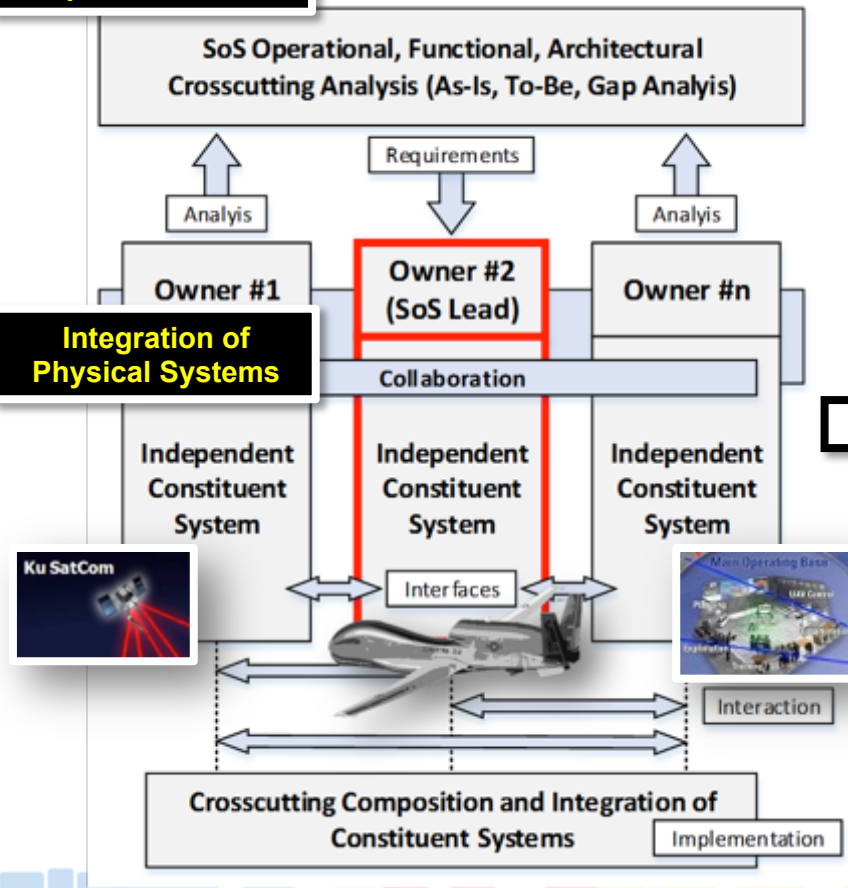 SoS Operational, Functional, Architectural
Crosscutting Analysis (As-Is, To-Be, Gap Analyis)
Requirements
Analyis
Analyis
Owner #1
Owner #2
(SoS Lead)
Owner #n
Integration of
Physical Systems
Collaboration
Independent
Constituent
System
Independent
Constituent
System
Independent
Constituent
System
Ku SatCom
Interfaces
Main Operating Base
UAV Control
Interaction
Crosscutting Composition and Integration of
Constituent Systems
Implementation